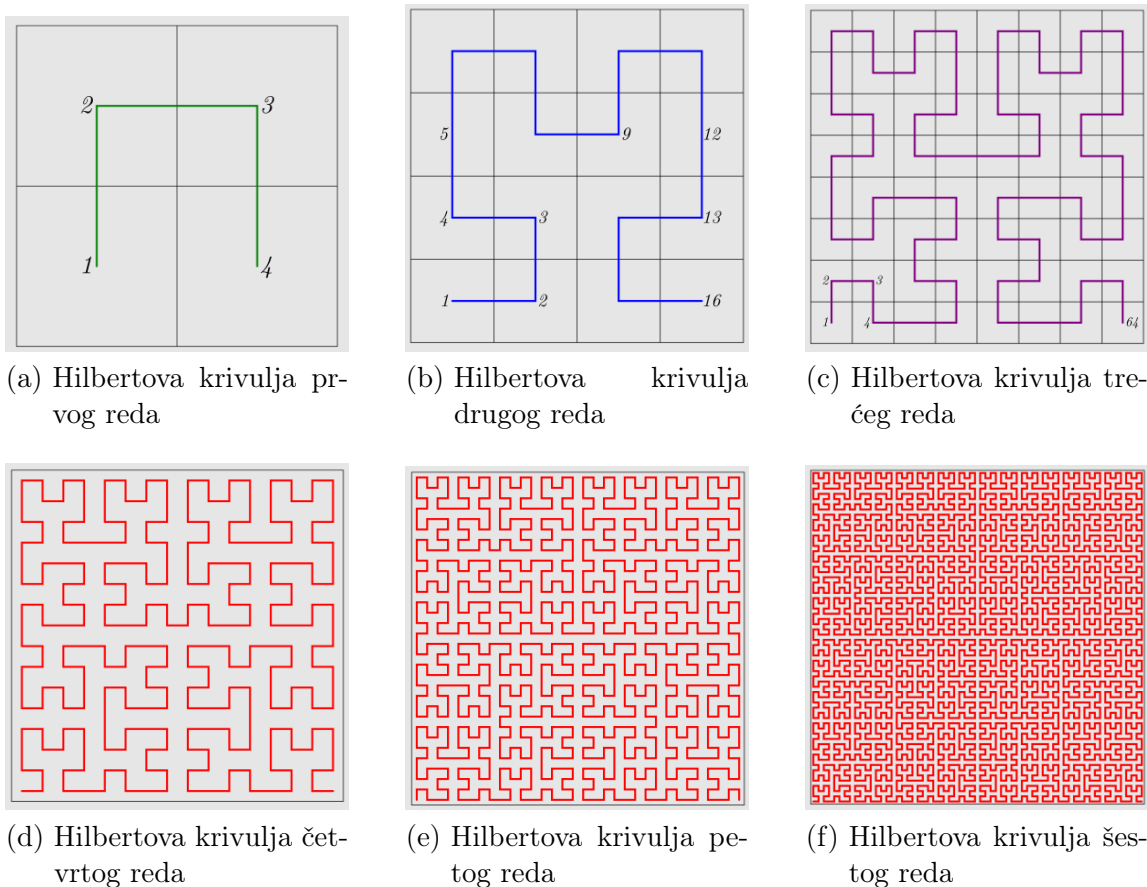 2 3
1 4
5 9 12
4 3 13
1 2 16
2 3
1 4 64
(a) Hilbertova krivulja pr-
vog reda
(b) Hilbertova krivulja
drugog reda
(c) Hilbertova krivulja tre-
ćeg reda
(d) Hilbertova krivulja čet-
vrtog reda
(e) Hilbertova krivulja pe-
tog reda
(f) Hilbertova krivulja šes-
tog reda